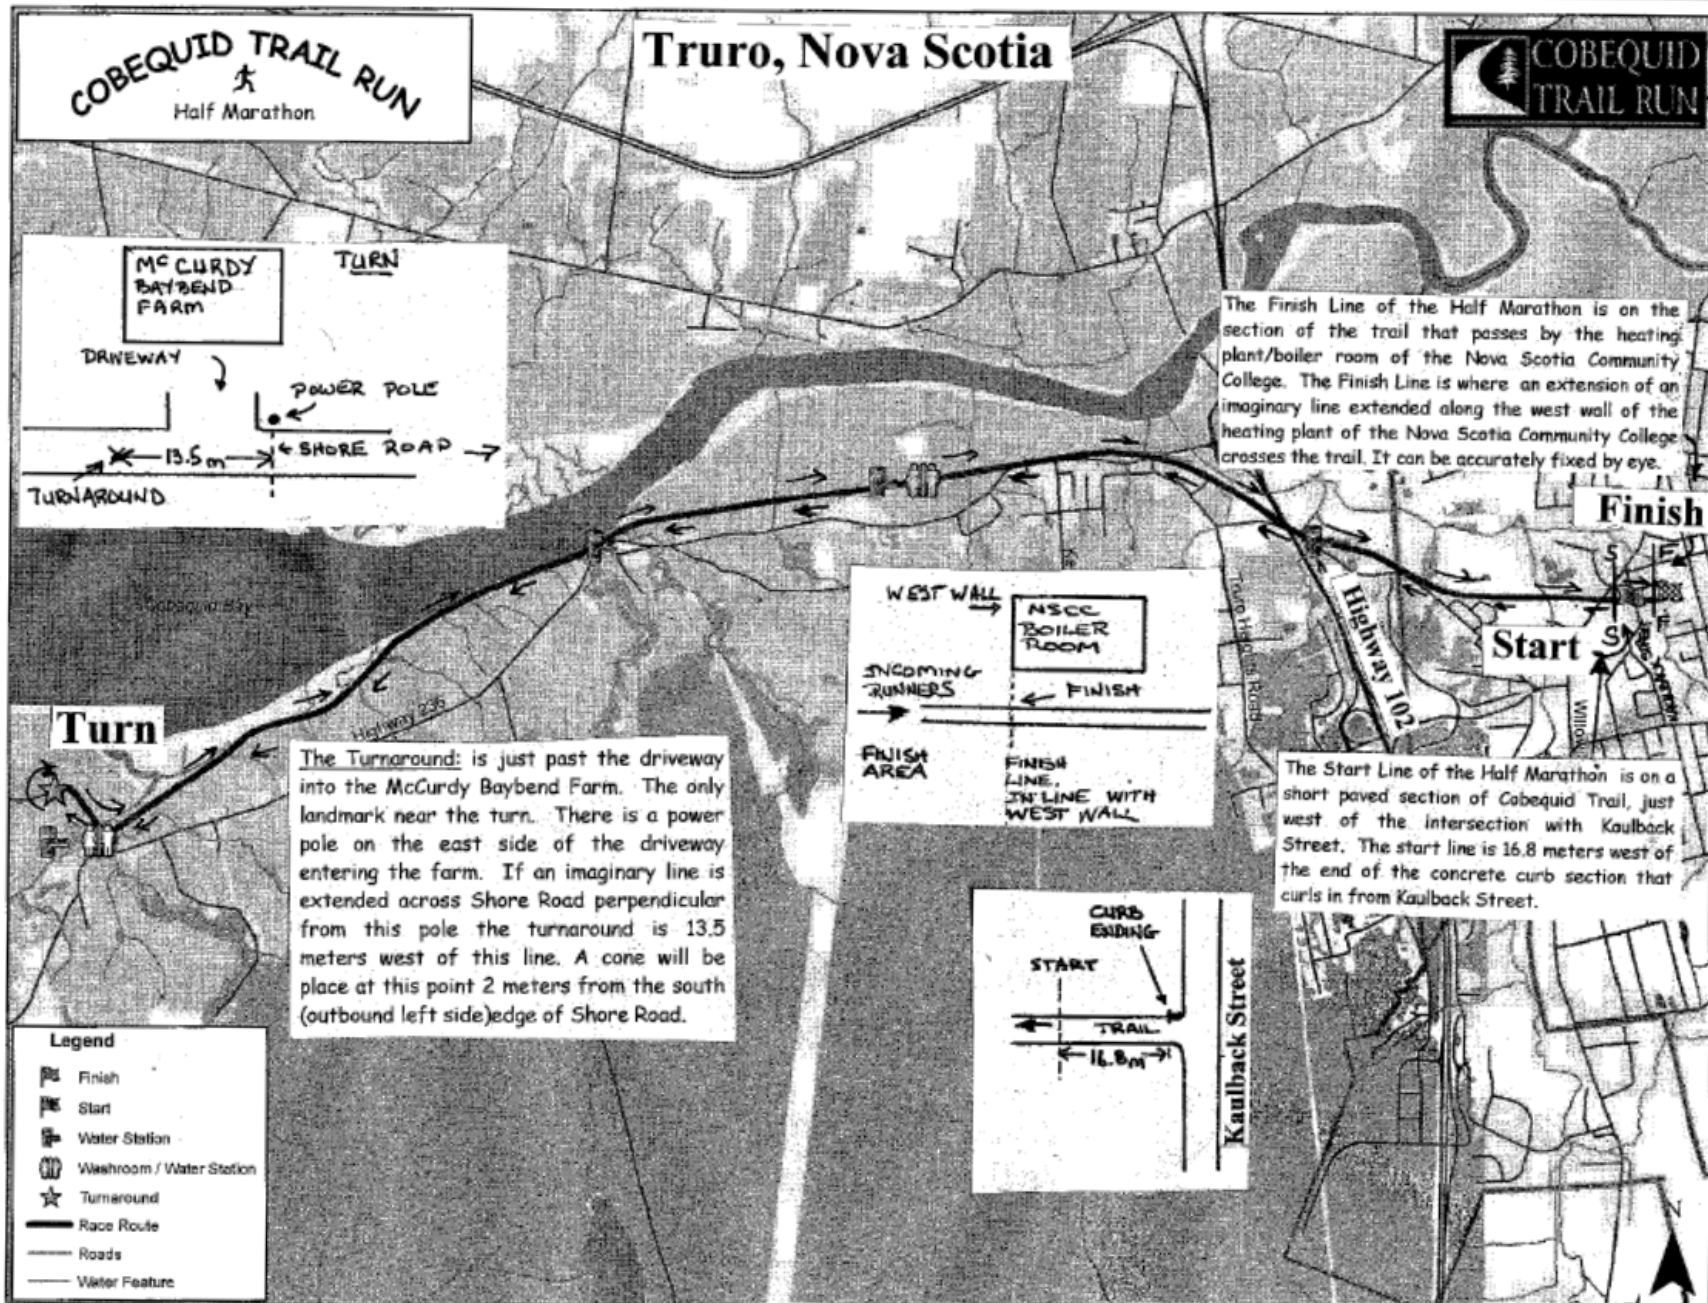 COBEQUID TRAIL RUN
Half Marathon
Truro, Nova Scotia
COBEQUID
TRAIL RUN
McCURDY
BAYBEND
FARM
TURN
DRIVEWAY
POWER POLE
SHORE ROAD
13.5m
TURNAROUND
The Finish Line of the Half Marathon is on the
section of the trail that passes by the heating
plant/boiler room of the Nova Scotia Community
College. The Finish Line is where an extension of an
imaginary line extended along the west wall of the
heating plant of the Nova Scotia Community College
crosses the trail. It can be accurately fixed by eye.
Finish
S
F
S
F
Start
Highway 102
Truro Heights Road
Cobequid Bay
Highway 236
Turn
WEST WALL
NSCC
BOILER
ROOM
INCOMING
RUNNERS
FINISH
FINISH
AREA
FINISH
LINE.
IN LINE WITH
WEST WALL
The Turnaround: is just past the driveway
into the McCurdy Baybend Farm. The only
landmark near the turn. There is a power
pole on the east side of the driveway
entering the farm. If an imaginary line is
extended across Shore Road perpendicular
from this pole the turnaround is 13.5
meters west of this line. A cone will be
place at this point 2 meters from the south
(outbound left side)edge of Shore Road.
The Start Line of the Half Marathon is on a
short paved section of Cobequid Trail, just
west of the intersection with Kaulback
Street. The start line is 16.8 meters west of
the end of the concrete curb section that
curls in from Kaulback Street.
CURB
ENDING
START
TRAIL
16.8m
Kaulback Street
Legend
Finish
Start
Water Station
Washroom / Water Station
Turnaround
Race Route
Roads
Water Feature
N